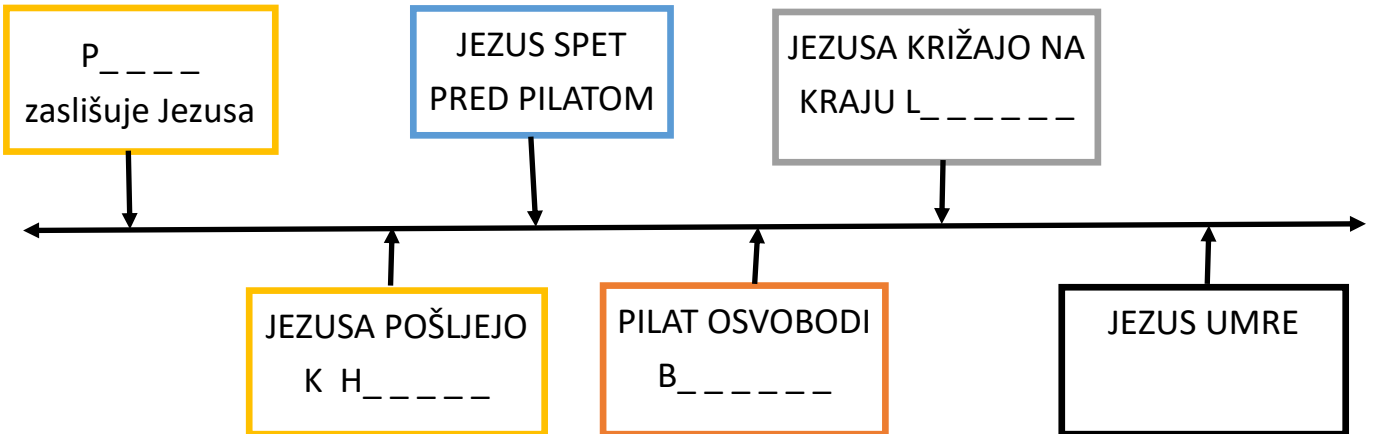 P_ _ _ _
zaslišuje Jezusa
JEZUSA POŠLJEJO
K H_ _ _ _ _
JEZUS SPET
PRED PILATOM
PILAT OSVOBODI
B_ _ _ _ _ _
JEZUSA KRIŽAJO NA
KRAJU L_ _ _ _ _ _
JEZUS UMRE